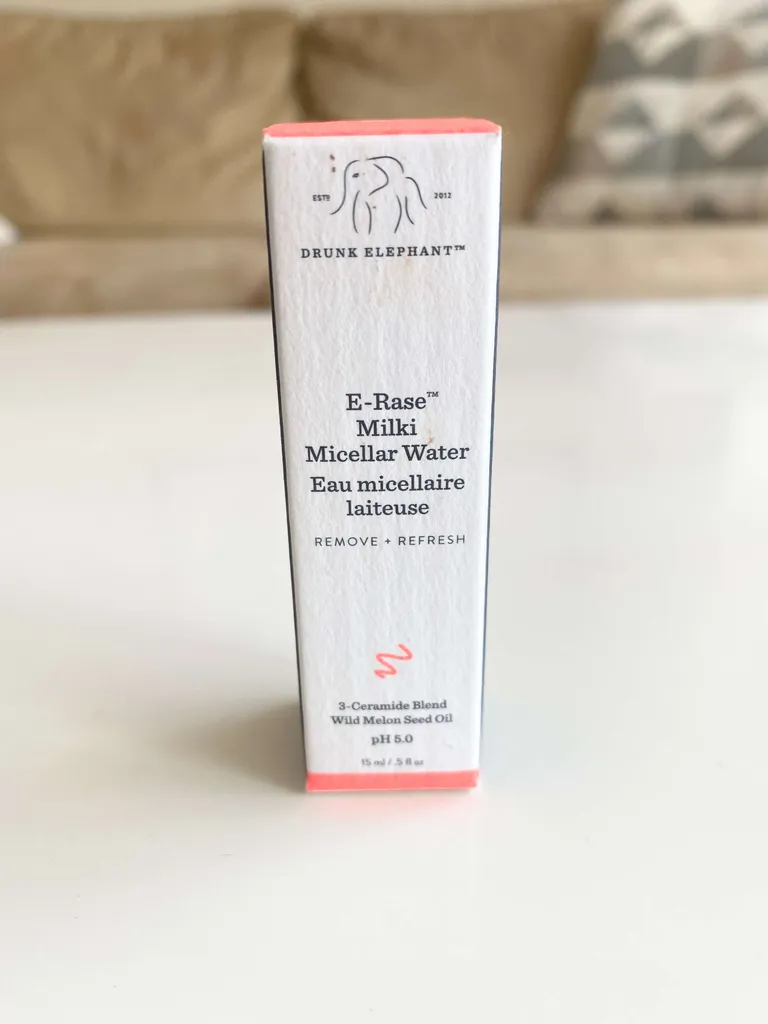 ESTD 2012
DRUNK ELEPHANT™
E-Rase™
Milki
Micellar Water
Eau micellaire
laiteuse
REMOVE + REFRESH
3-Ceramide Blend
Wild Melon Seed Oil
pH 5.0
15 ml / .5 fl oz